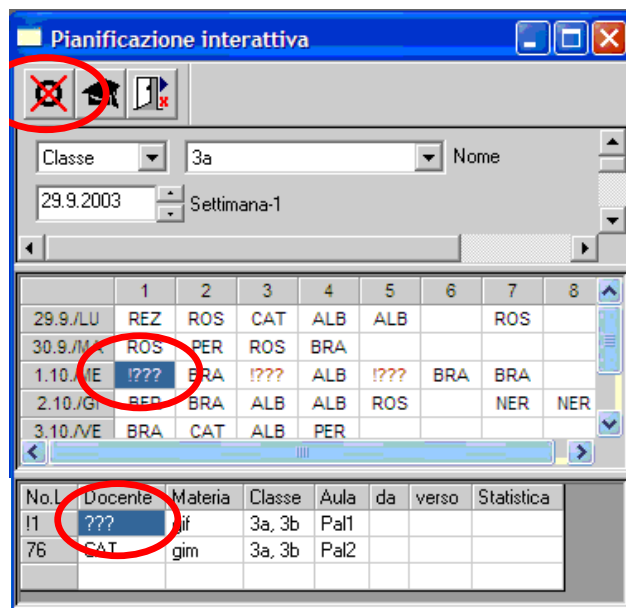 Pianificazione interattiva
Classe 3a Nome
29.9.2003 Settimana-1
1 2 3 4 5 6 7 8
29.9./LU REZ ROS CAT ALB ALB ROS
30.9./MA ROS PER ROS BRA
1.10./ME !??? BRA !??? ALB !??? BRA BRA
2.10./GI BER BRA ALB ALB ROS NER NER
3.10./VE BRA CAT ALB PER
No.L Docente Materia Classe Aula da verso Statistica
!1 ??? gif 3a, 3b Pal1
76 CAT gim 3a, 3b Pal2